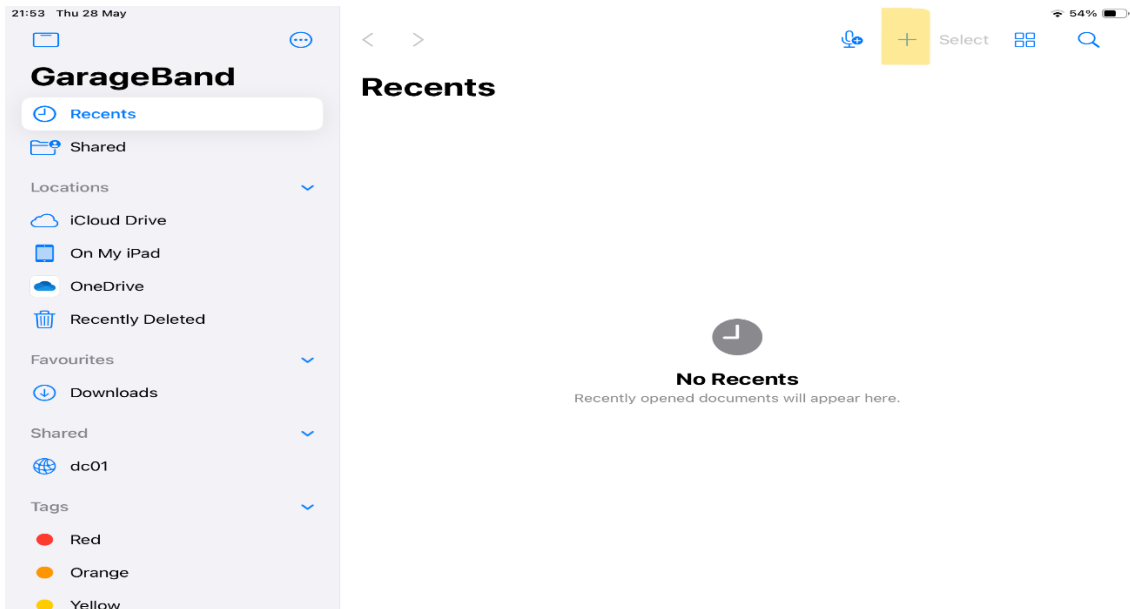 21:53 Thu 28 May
54%
GarageBand
Recents
Shared
Locations
iCloud Drive
On My iPad
OneDrive
Recently Deleted
Favourites
Downloads
Shared
dc01
Tags
Red
Orange
Yellow
Select
Recents
No Recents
Recently opened documents will appear here.